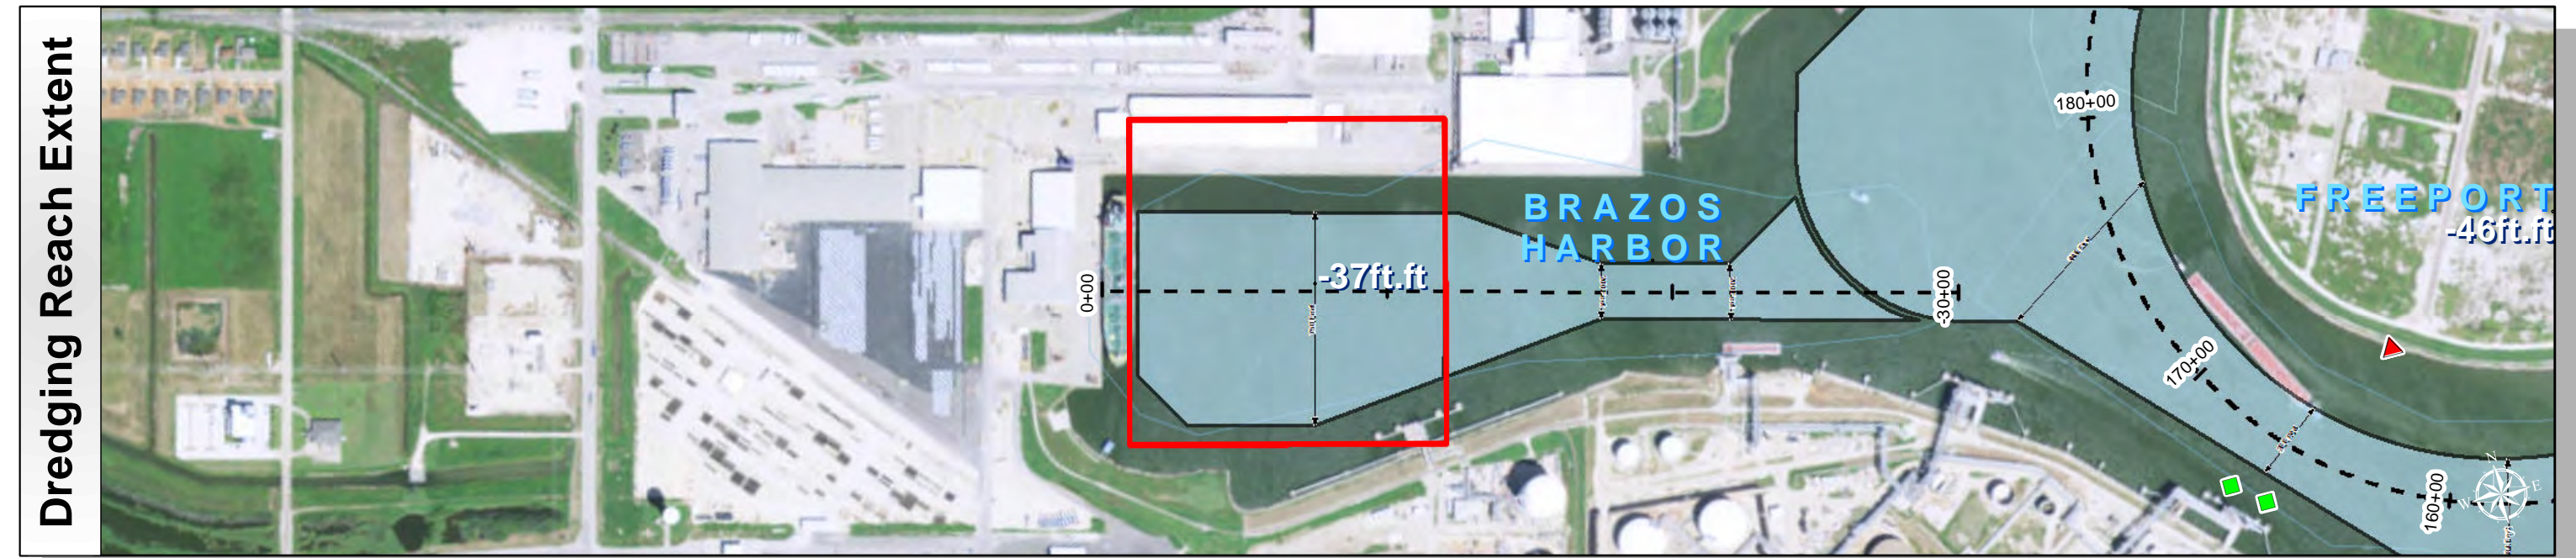 Dredging Reach Extent
180+00
BRAZOS
HARBOR
FREEPORT
-46ft.ft
-37ft.ft
0+00
-30+00
170+00
160+00
N
E
W